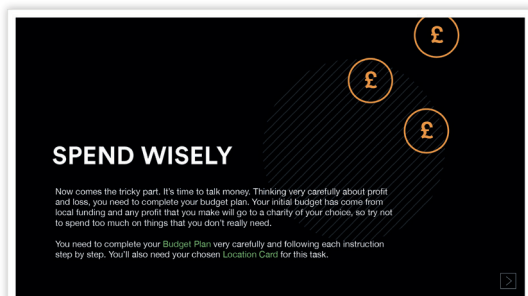 £
£
£
SPEND WISELY
Now comes the tricky part. It's time to talk money. Thinking very carefully about profit
and loss, you need to complete your budget plan. Your initial budget has come from
local funding and any profit that you make will go to a charity of your choice, so try not
to spend too much on things that you don't really need.
You need to complete your Budget Plan very carefully and following each instruction
step by step. You'll also need your chosen Location Card for this task.